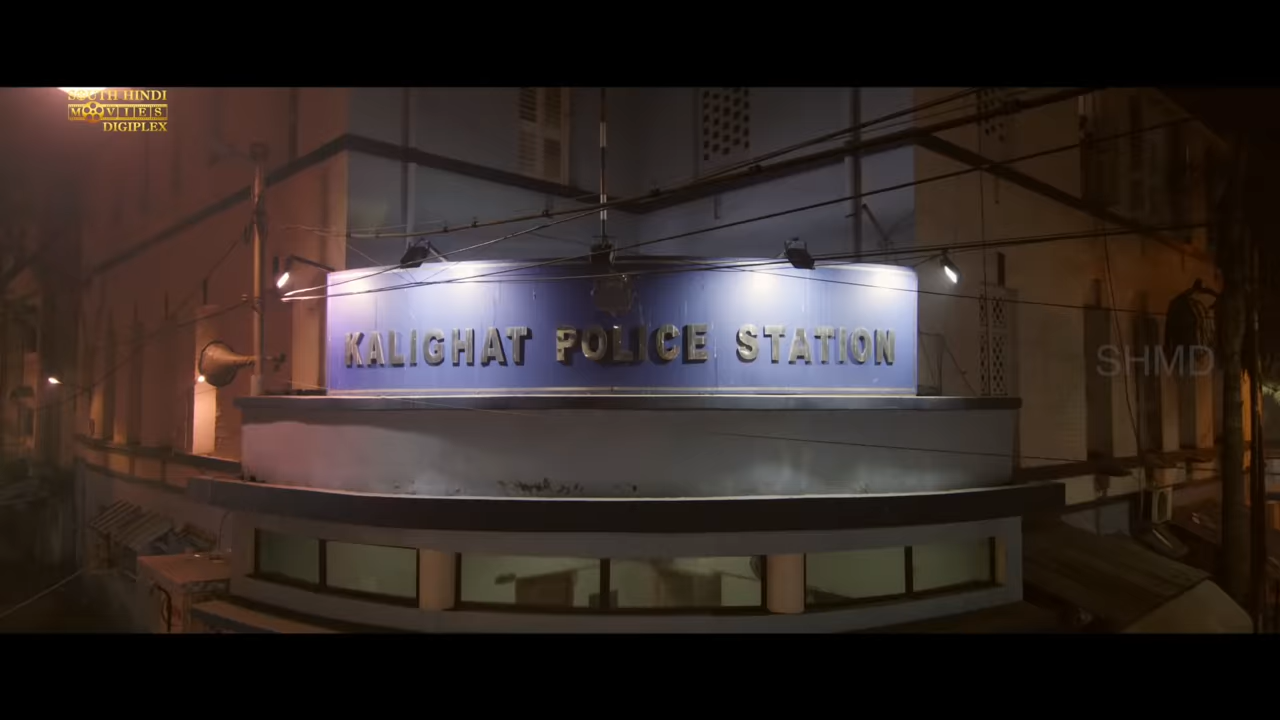 SOUTH HINDI
MOVIES
DIGIPLEX
KALIGHAT POLICE STATION
SHMD